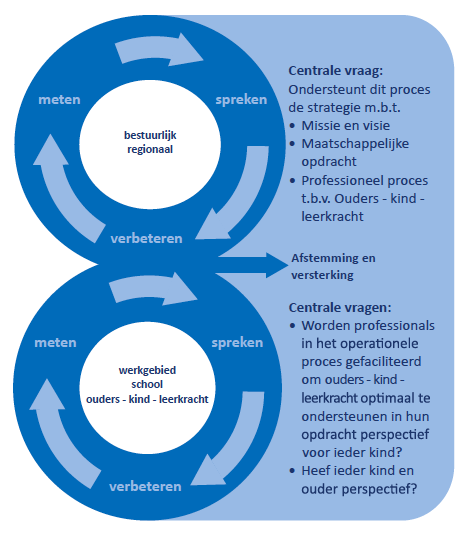 meten
spreken
bestuurlijk
regionaal
verbeteren
Centrale vraag:
Ondersteunt dit proces
de strategie m.b.t.
• Missie en visie
• Maatschappelijke
opdracht
• Professioneel proces
t.b.v. Ouders - kind -
leerkracht
Afstemming en
versterking
meten
spreken
werkgebied
school
ouders - kind - leerkracht
verbeteren
Centrale vragen:
• Worden professionals
in het operationele
proces gefaciliteerd
om ouders - kind -
leerkracht optimaal te
ondersteunen in hun
opdracht perspectief
voor ieder kind?
• Heef ieder kind en
ouder perspectief?